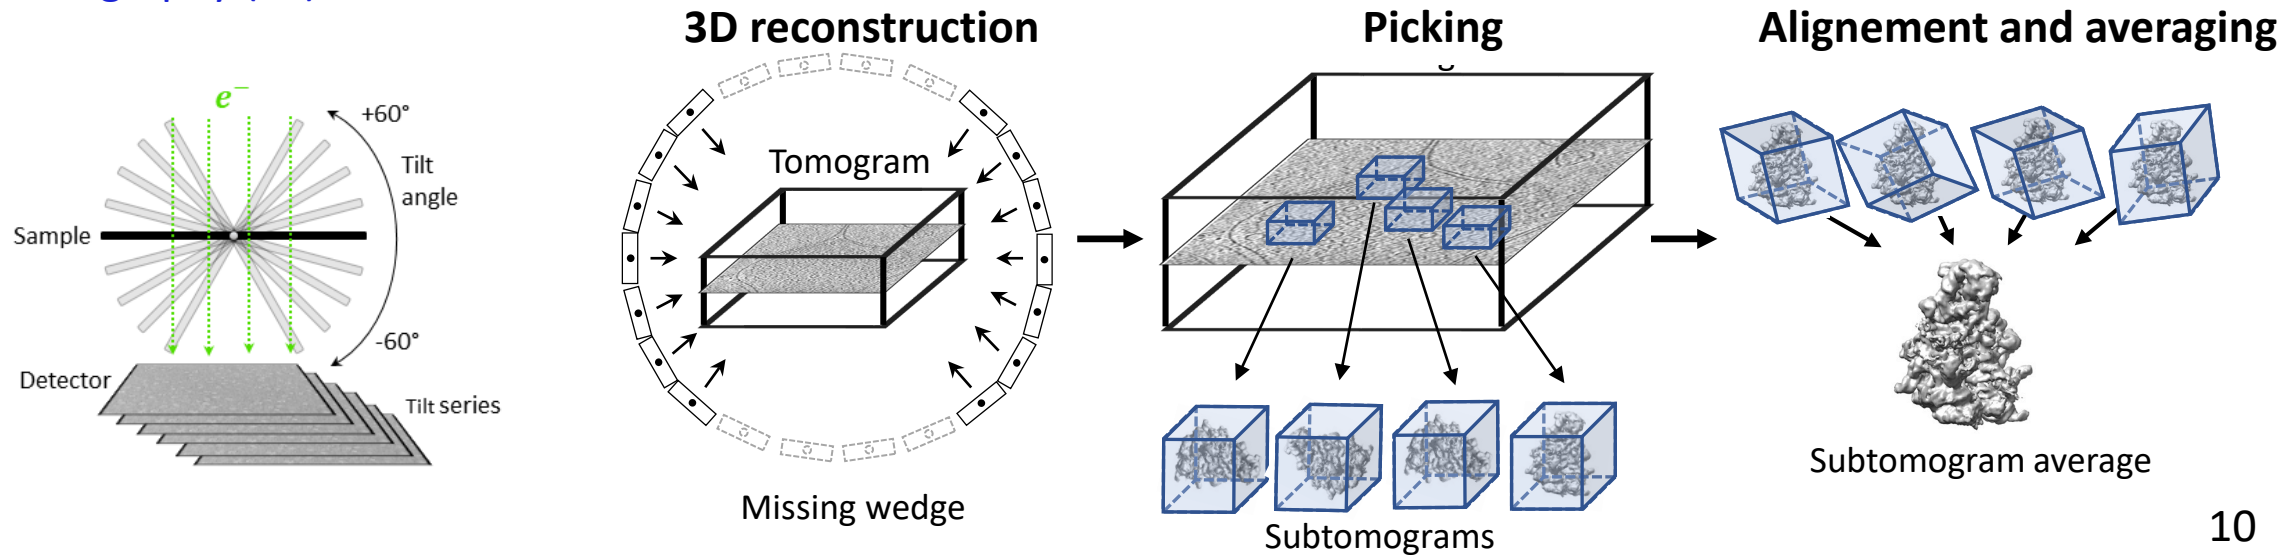 3D reconstruction
Picking
Alignement and averaging
e⁻
+60°
Tilt
angle
Sample
-60°
Detector
Tilt series
Tomogram
Missing wedge
Subtomograms
Subtomogram average
10